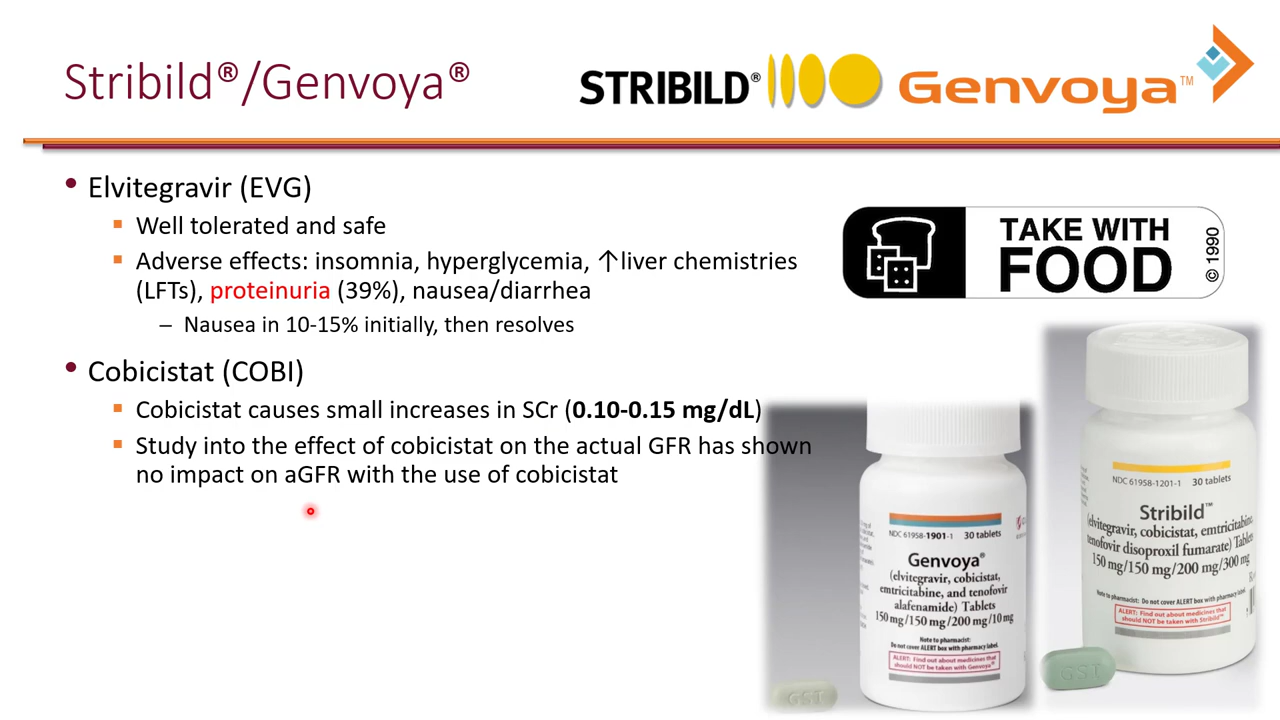 Stribild®/Genvoya®
STRIBILD®
Genvoya™
• Elvitegravir (EVG)
▪ Well tolerated and safe
▪ Adverse effects: insomnia, hyperglycemia, ↑liver chemistries
(LFTs), proteinuria (39%), nausea/diarrhea
– Nausea in 10-15% initially, then resolves
• Cobicistat (COBI)
▪ Cobicistat causes small increases in SCr (0.10-0.15 mg/dL)
▪ Study into the effect of cobicistat on the actual GFR has shown
no impact on aGFR with the use of cobicistat
TAKE WITH
FOOD
© 1990
NDC 61958-1901-1 30 tablets
Genvoya®
(elvitegravir, cobicistat,
emtricitabine, and tenofovir
alafenamide) Tablets
150 mg/150 mg/200 mg/10 mg
Note to pharmacist:
Do not cover ALERT box with pharmacy label.
ALERT: Find out about medicines that
should NOT be taken with Genvoya®
GST
NDC 61958-1201-1 30 tablets
Stribild™
(elvitegravir, cobicistat, emtricitabine,
tenofovir disoproxil fumarate) Tablets
150 mg/150 mg/200 mg/300 mg
Note to pharmacist: Do not cover ALERT box with pharmacy label.
ALERT: Find out about medicines that
should NOT be taken with Stribild™
GST